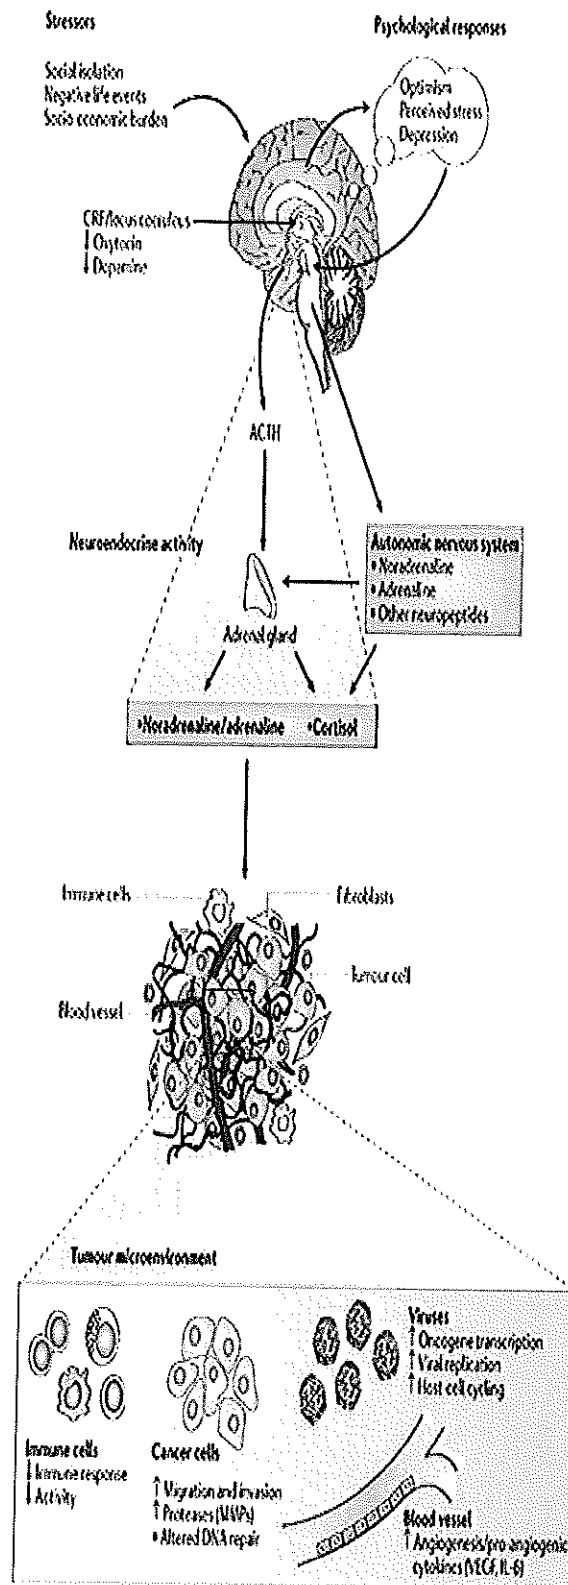 Stressors
Psychological responses
Social isolation
Negative life events
Socio economic burden
Optimism
Perceived stress
Depression
CRF/locus coeruleus
↓ Oxytocin
↓ Dopamine
ACTH
Neuroendocrine activity
Autonomic nervous system
• Noradrenaline
• Adrenaline
• Other neuropeptides
Adrenal gland
•Noradrenaline/adrenaline •Cortisol
Immune cells
Fibroblasts
Tumour cell
Blood vessel
Tumour microenvironment
Viruses
↑ Oncogene transcription
↑ Viral replication
↑ Host cell cycling
Immune cells
↓ Immune response
↓ Activity
Cancer cells
↑ Migration and invasion
↑ Proteases (MMPs)
• Altered DNA repair
Blood vessel
↑ Angiogenesis/pro-angiogenic
cytokines (VEGF, IL-6)